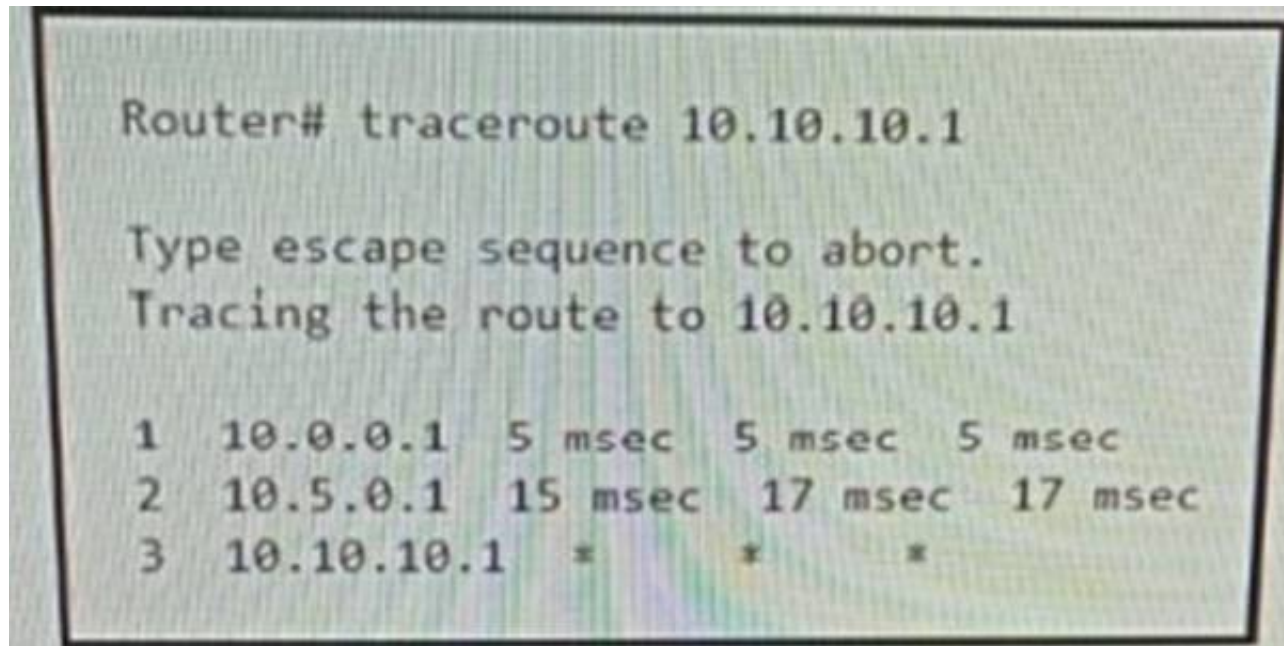 Router# traceroute 10.10.10.1
Type escape sequence to abort.
Tracing the route to 10.10.10.1
1 10.0.0.1 5 msec 5 msec 5 msec
2 10.5.0.1 15 msec 17 msec 17 msec
3 10.10.10.1 * * *